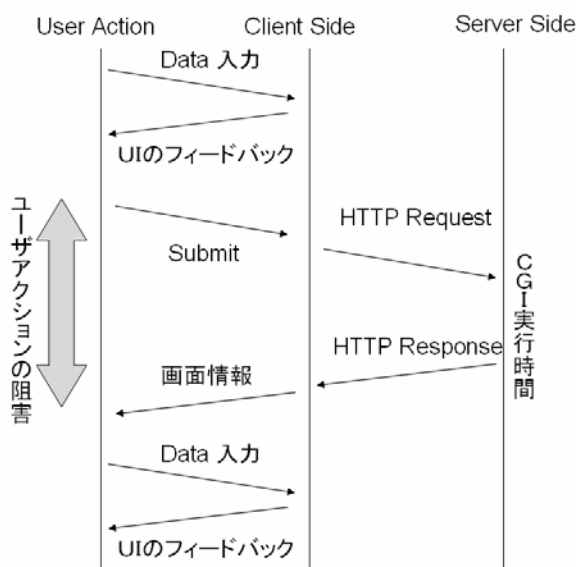 User Action
Client Side
Server Side
Data 入力
UIのフィードバック
ユーザアクションの阻害
Submit
HTTP Request
CGI実行時間
HTTP Response
画面情報
Data 入力
UIのフィードバック